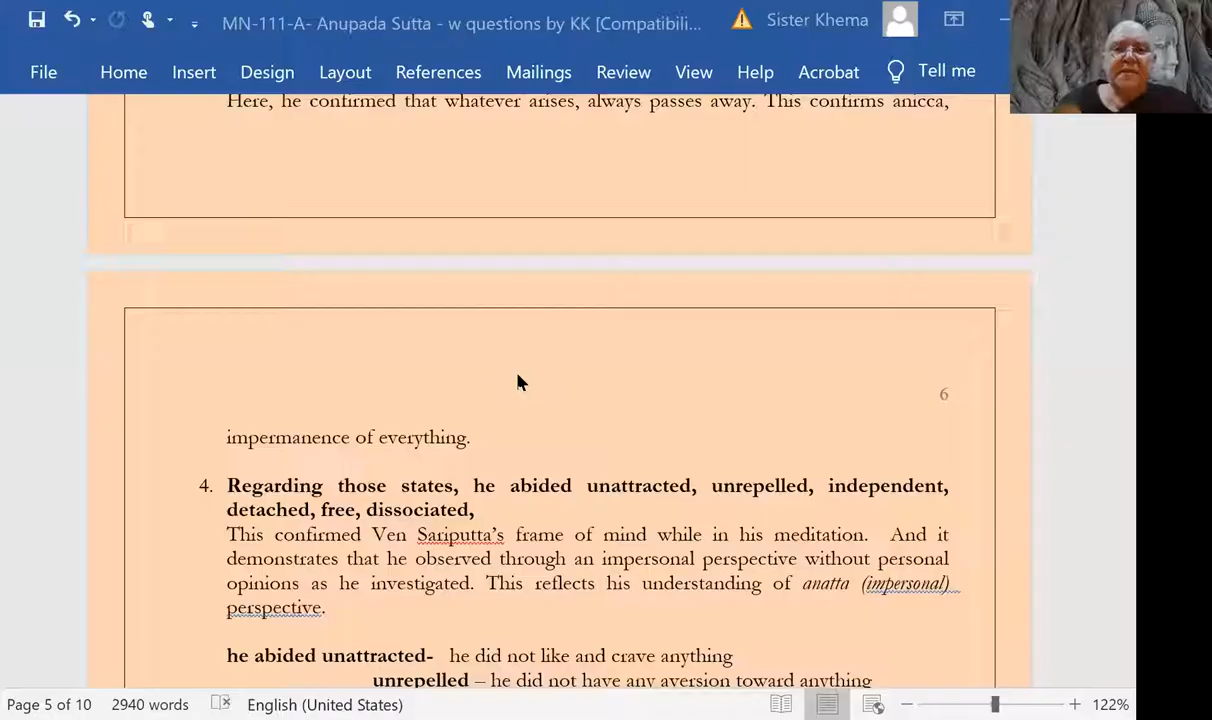 MN-111-A- Anupada Sutta - w questions by KK [Compatibili... Sister Khema
File Home Insert Design Layout References Mailings Review View Help Acrobat Tell me
Here, he confirmed that whatever arises, always passes away. This confirms anicca,
6
impermanence of everything.
4. Regarding those states, he abided unattracted, unrepelled, independent,
detached, free, dissociated,
This confirmed Ven Sariputta's frame of mind while in his meditation. And it
demonstrates that he observed through an impersonal perspective without personal
opinions as he investigated. This reflects his understanding of anatta (impersonal)
perspective.
he abided unattracted- he did not like and crave anything
unrepelled – he did not have any aversion toward anything
Page 5 of 10 2940 words English (United States) 122%